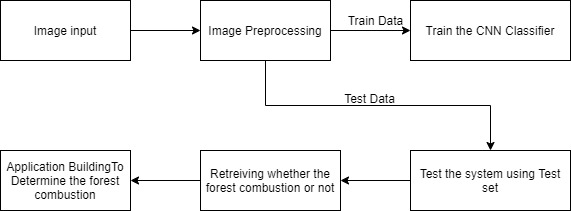 Image input
Image Preprocessing
Train Data
Train the CNN Classifier
Test Data
Application BuildingTo
Determine the forest
combustion
Retreiving whether the
forest combustion or not
Test the system using Test
set